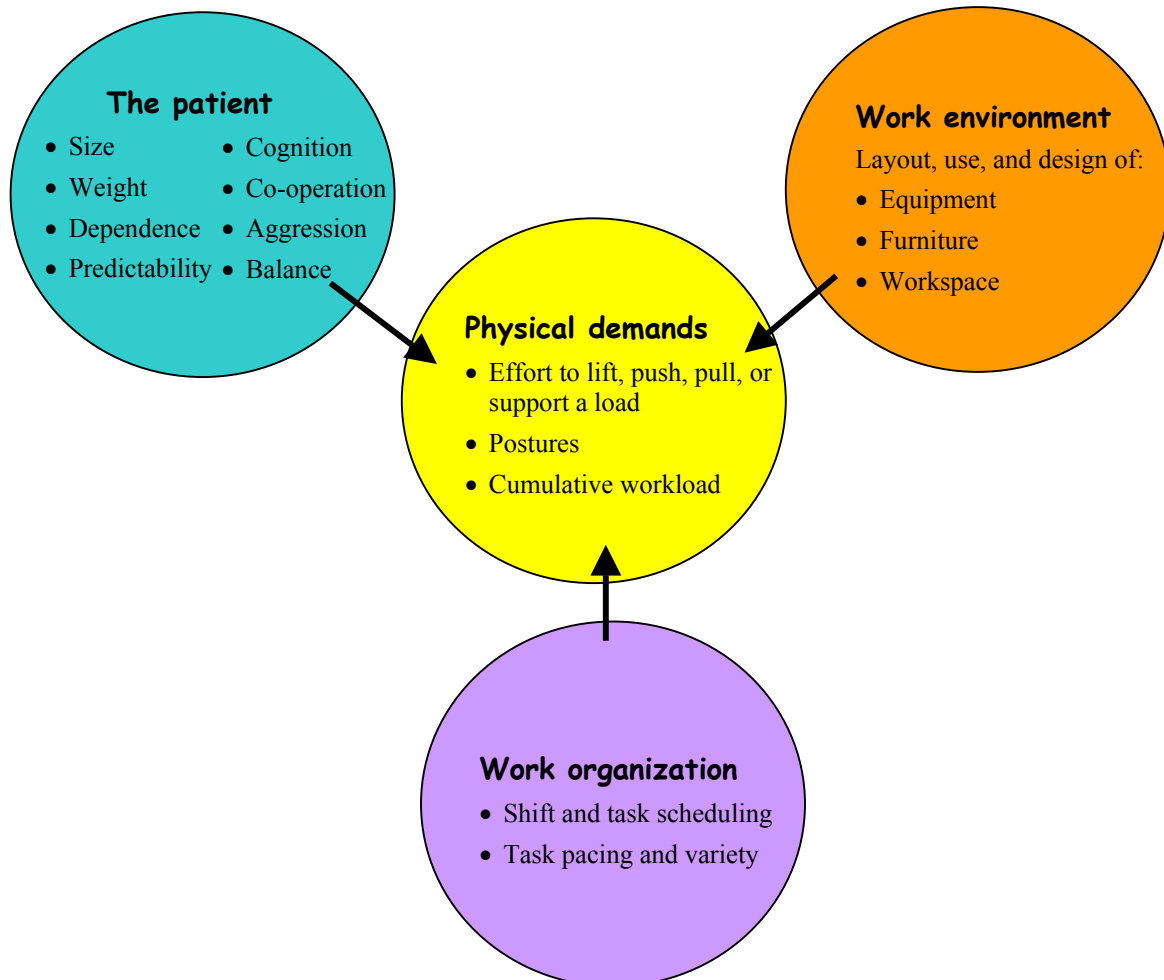 The patient
• Size
• Weight
• Dependence
• Predictability
• Cognition
• Co-operation
• Aggression
• Balance
Work environment
Layout, use, and design of:
• Equipment
• Furniture
• Workspace
Physical demands
• Effort to lift, push, pull, or
support a load
• Postures
• Cumulative workload
Work organization
• Shift and task scheduling
• Task pacing and variety